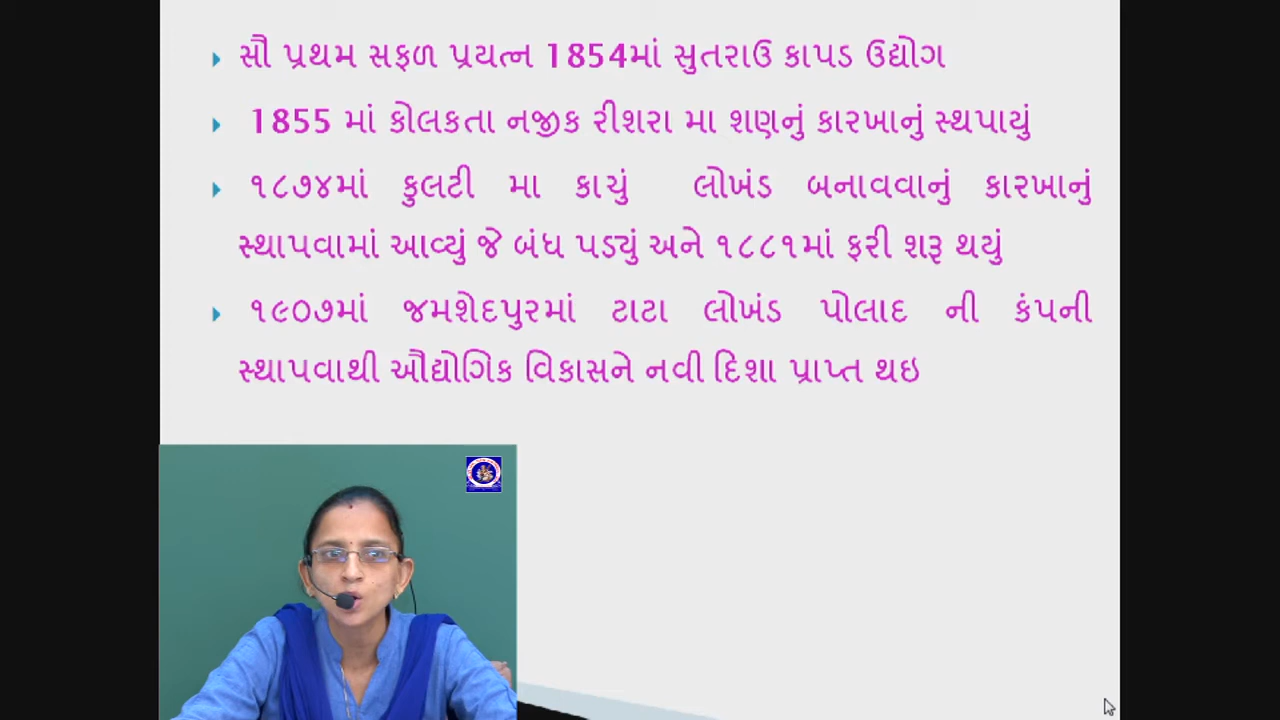 સૌ પ્રથમ સફળ પ્રયત્ન 1854માં સુતરાઉ કાપડ ઉદ્યોગ
1855 માં કોલકતા નજીક રીશરા મા શણનું કારખાનું સ્થપાયું
૧૮૭૪માં કુલટી મા કાચું લોખંડ બનાવવાનું કારખાનું
સ્થાપવામાં આવ્યું જે બંધ પડ્યું અને ૧૮૮૧માં ફરી શરૂ થયું
૧૯૦૭માં જમશેદપુરમાં ટાટા લોખંડ પોલાદ ની કંપની
સ્થાપવાથી ઔદ્યોગિક વિકાસને નવી દિશા પ્રાપ્ત થઇ